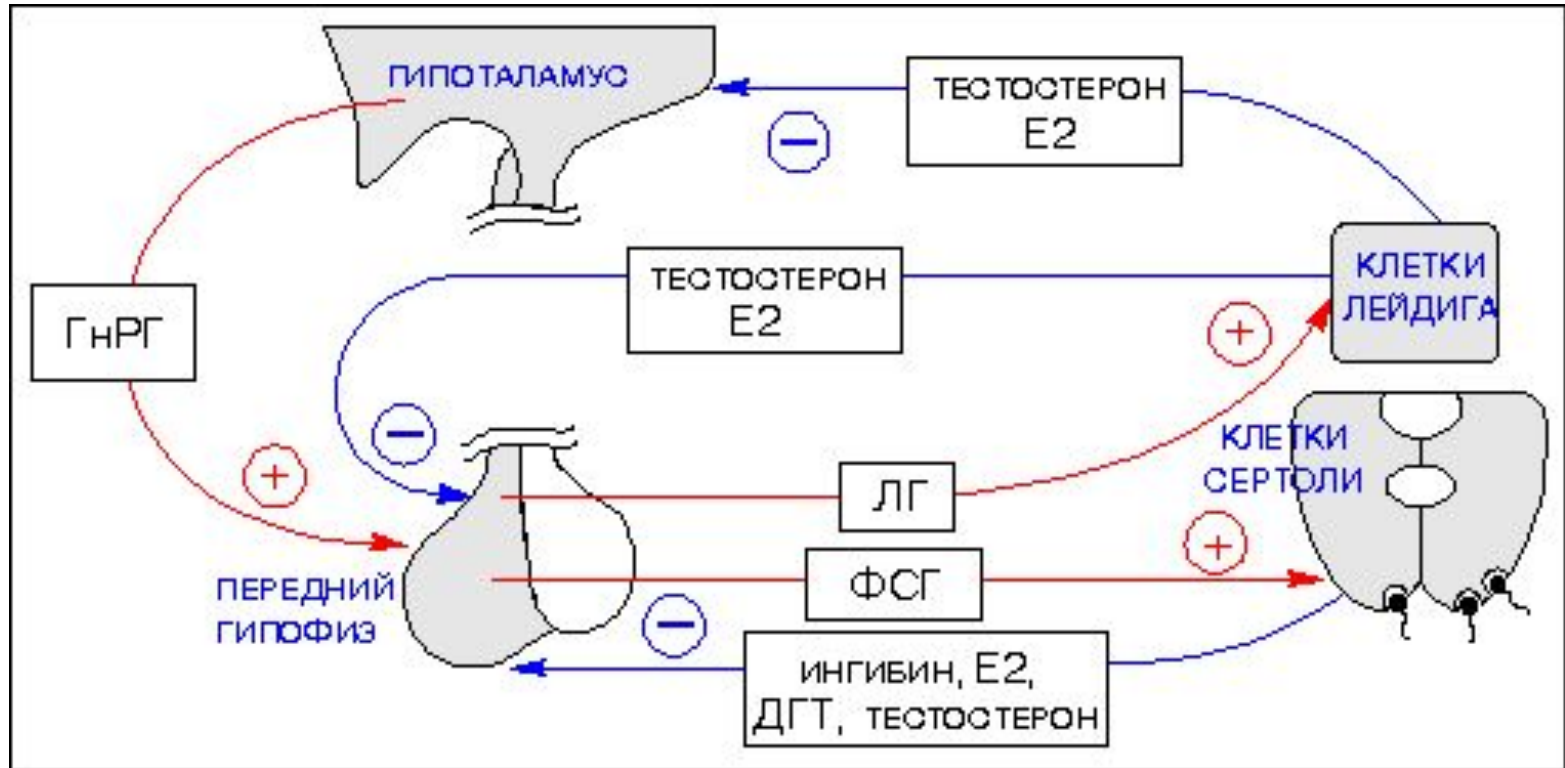 ГИПОТАЛАМУС
ТЕСТОСТЕРОН
Е2
ТЕСТОСТЕРОН
Е2
КЛЕТКИ
ЛЕЙДИГА
ГнРГ
+
−
−
+
КЛЕТКИ
СЕРТОЛИ
ЛГ
+
ФСГ
+
ПЕРЕДНИЙ
ГИПОФИЗ
−
ИНГИБИН, Е2,
ДГТ, ТЕСТОСТЕРОН